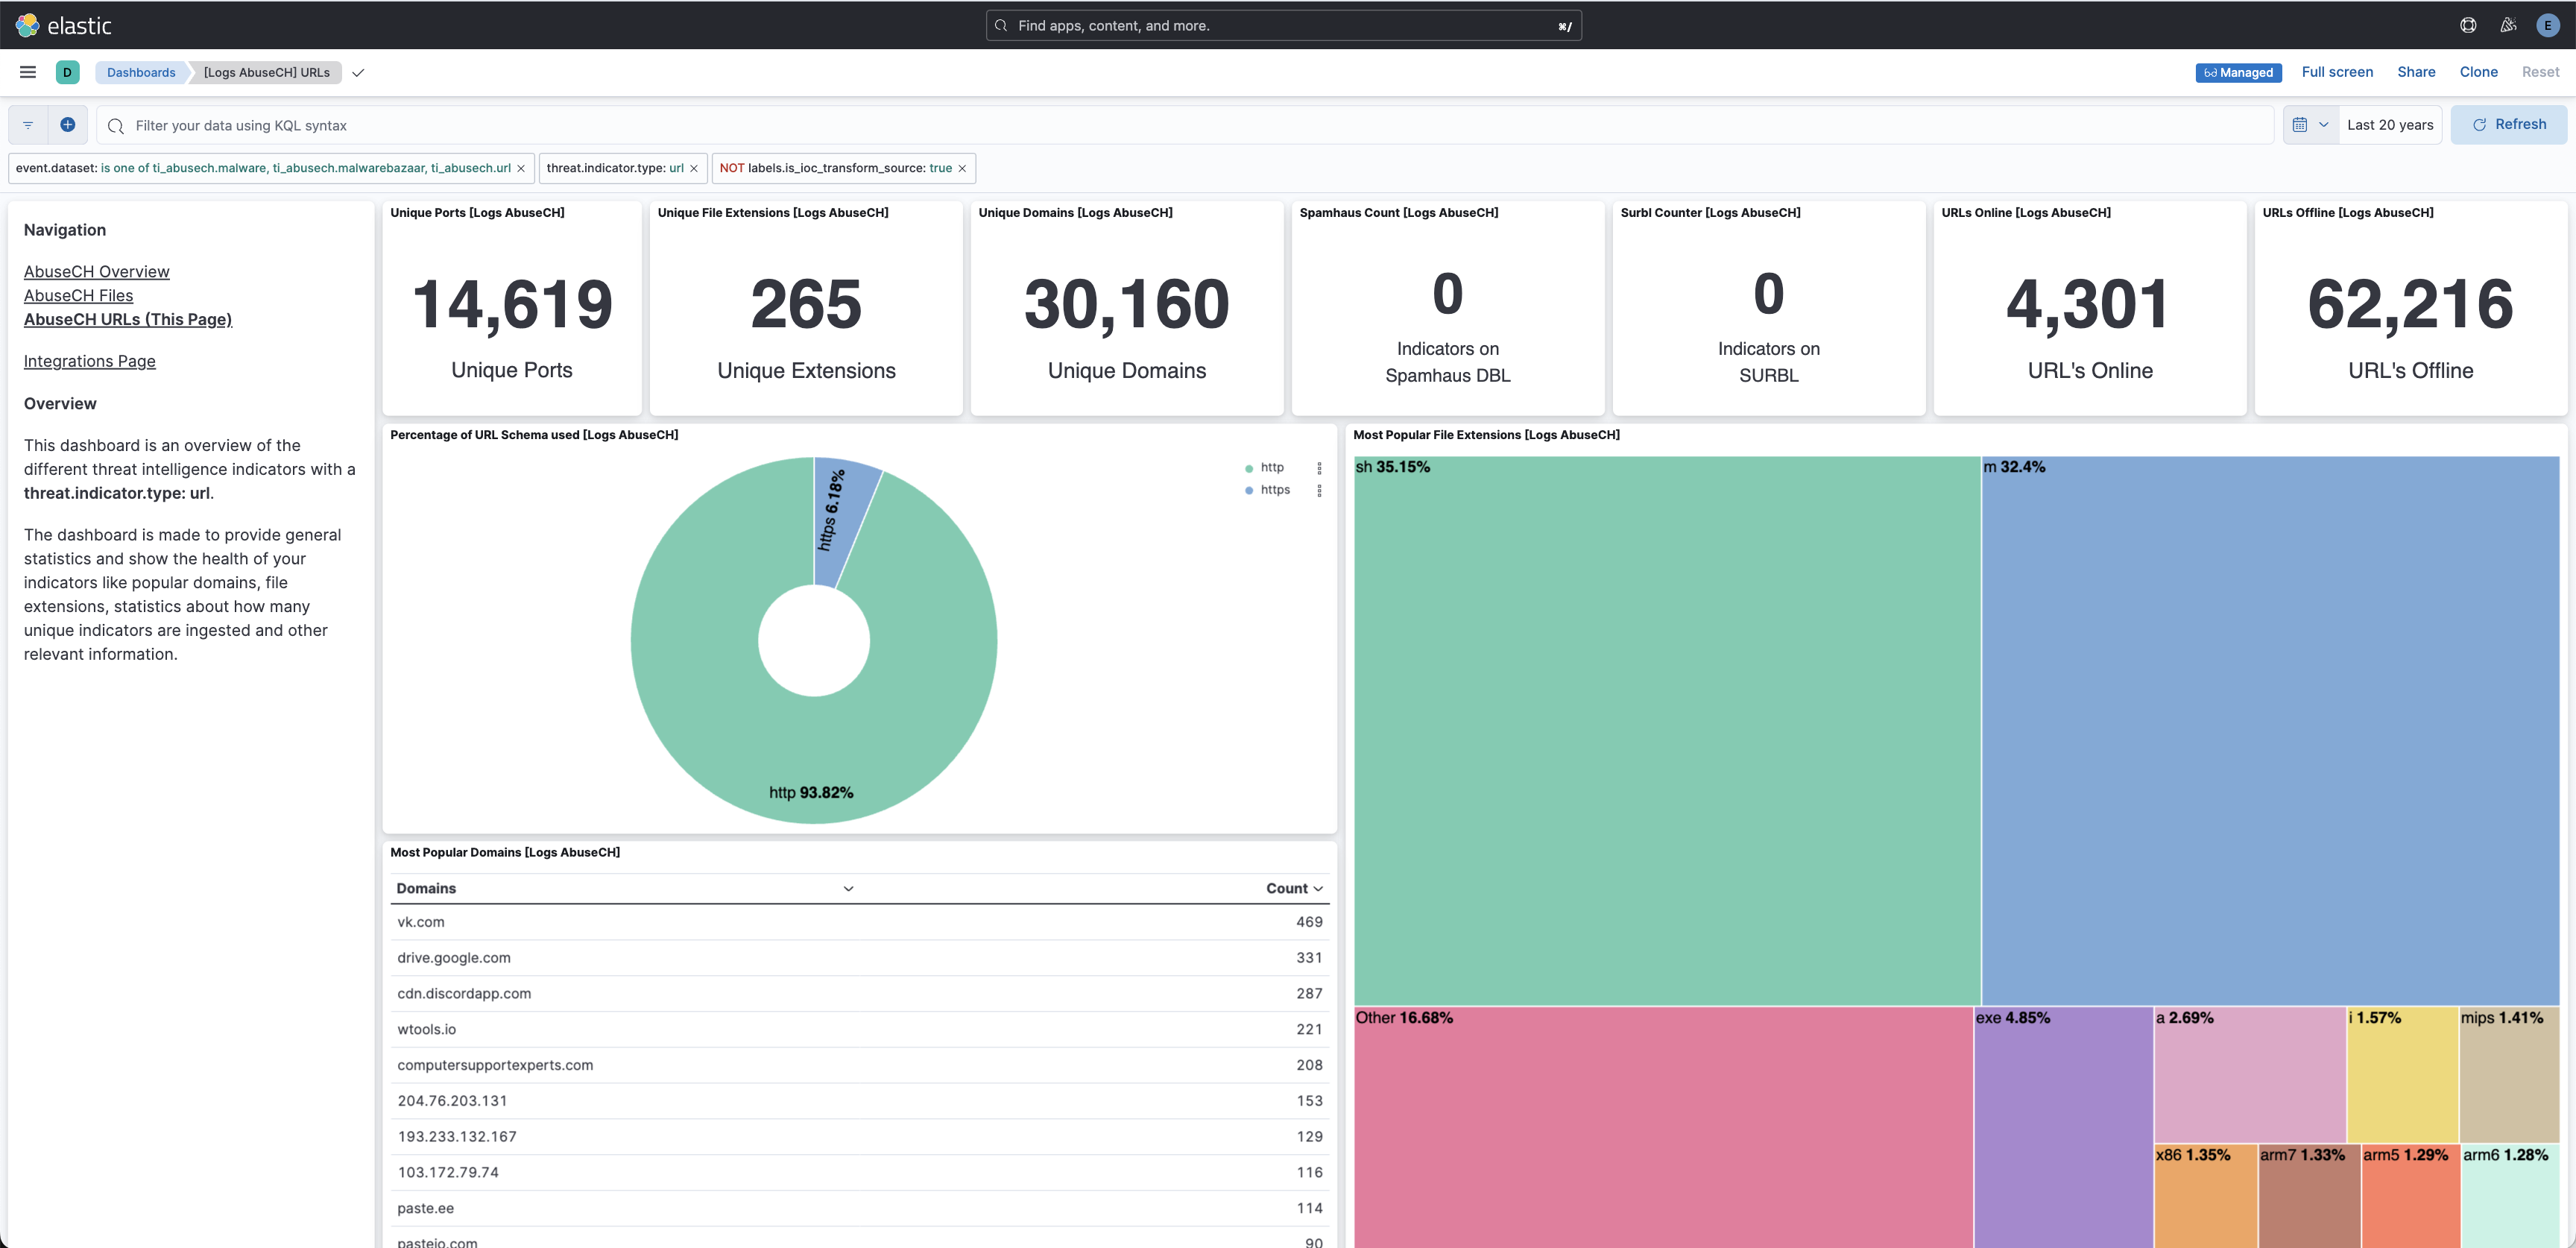 elastic
Find apps, content, and more.
⌘/
E
D
Dashboards
[Logs AbuseCH] URLs
Managed
Full screen
Share
Clone
Reset
Filter your data using KQL syntax
Last 20 years
Refresh
event.dataset: is one of ti_abusech.malware, ti_abusech.malwarebazaar, ti_abusech.url ×
threat.indicator.type: url ×
NOT labels.is_ioc_transform_source: true ×
Navigation
AbuseCH Overview
AbuseCH Files
AbuseCH URLs (This Page)
Integrations Page
Overview
This dashboard is an overview of the
different threat intelligence indicators with a
threat.indicator.type: url.
The dashboard is made to provide general
statistics and show the health of your
indicators like popular domains, file
extensions, statistics about how many
unique indicators are ingested and other
relevant information.
Unique Ports [Logs AbuseCH]
14,619
Unique Ports
Unique File Extensions [Logs AbuseCH]
265
Unique Extensions
Unique Domains [Logs AbuseCH]
30,160
Unique Domains
Spamhaus Count [Logs AbuseCH]
0
Indicators on
Spamhaus DBL
Surbl Counter [Logs AbuseCH]
0
Indicators on
SURBL
URLs Online [Logs AbuseCH]
4,301
URL's Online
URLs Offline [Logs AbuseCH]
62,216
URL's Offline
Percentage of URL Schema used [Logs AbuseCH]
http
https
https 6.18%
http 93.82%
Most Popular Domains [Logs AbuseCH]
Domains Count
vk.com 469
drive.google.com 331
cdn.discordapp.com 287
wtools.io 221
computersupportexperts.com 208
204.76.203.131 153
193.233.132.167 129
103.172.79.74 116
paste.ee 114
pasteio.com 90
Most Popular File Extensions [Logs AbuseCH]
sh 35.15%
m 32.4%
Other 16.68%
exe 4.85%
a 2.69%
i 1.57%
mips 1.41%
x86 1.35%
arm7 1.33%
arm5 1.29%
arm6 1.28%